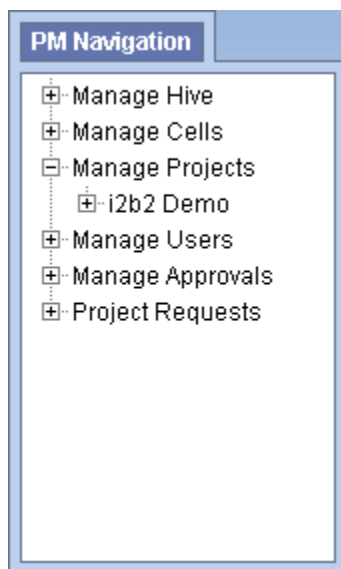 PM Navigation
Manage Hive
Manage Cells
Manage Projects
i2b2 Demo
Manage Users
Manage Approvals
Project Requests